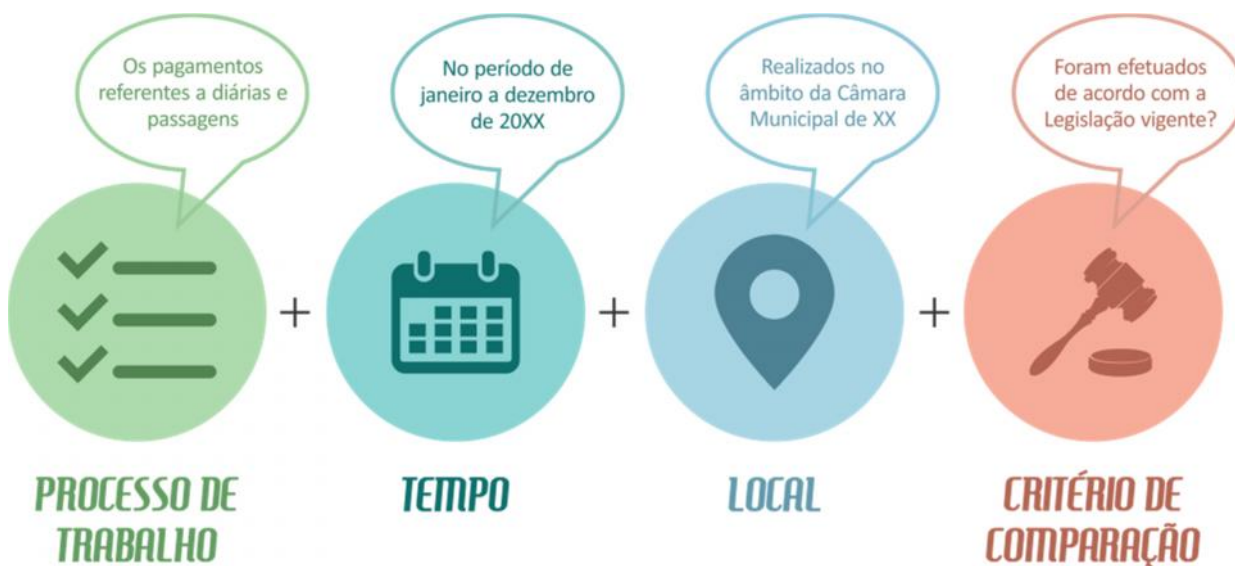 Os pagamentos
referentes a diárias e
passagens
No período de
janeiro a dezembro
de 20XX
Realizados no
âmbito da Câmara
Municipal de XX
Foram efetuados
de acordo com a
Legislação vigente?
+
+
+
PROCESSO DE
TRABALHO
TEMPO
LOCAL
CRITÉRIO DE
COMPARAÇÃO